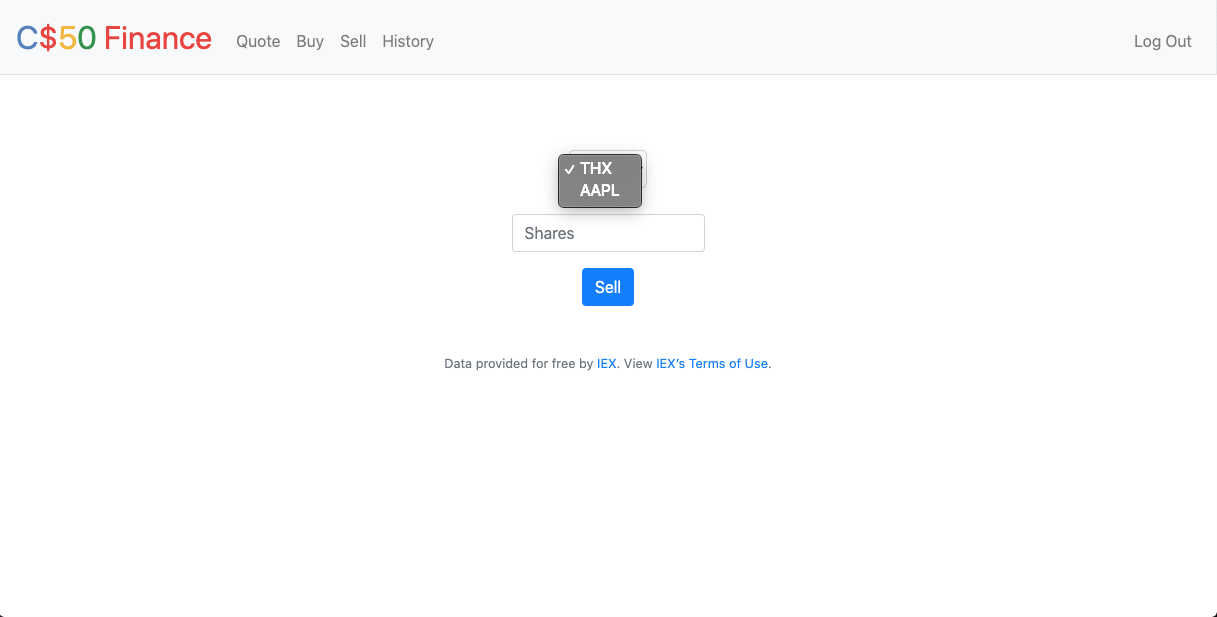 C$50 Finance Quote Buy Sell History Log Out
THX
AAPL
Shares
Sell
Data provided for free by IEX. View IEX’s Terms of Use.